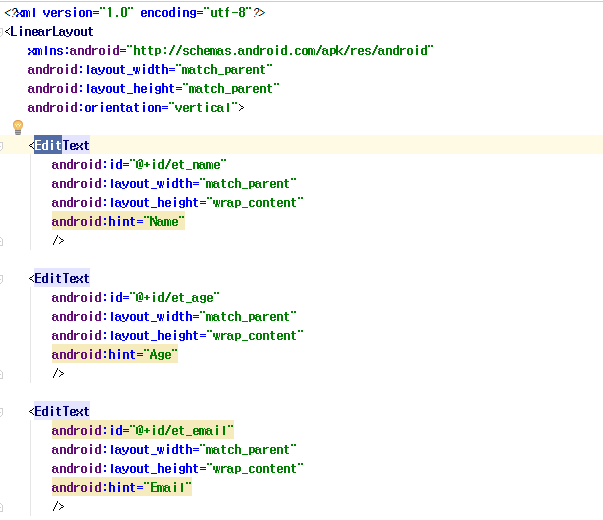 <?xml version="1.0" encoding="utf-8"?>
<LinearLayout
xmlns:android="http://schemas.android.com/apk/res/android"
android:layout_width="match_parent"
android:layout_height="match_parent"
android:orientation="vertical">
<EditText
android:id="@+id/et_name"
android:layout_width="match_parent"
android:layout_height="wrap_content"
android:hint="Name"
/>
<EditText
android:id="@+id/et_age"
android:layout_width="match_parent"
android:layout_height="wrap_content"
android:hint="Age"
/>
<EditText
android:id="@+id/et_email"
android:layout_width="match_parent"
android:layout_height="wrap_content"
android:hint="Email"
/>